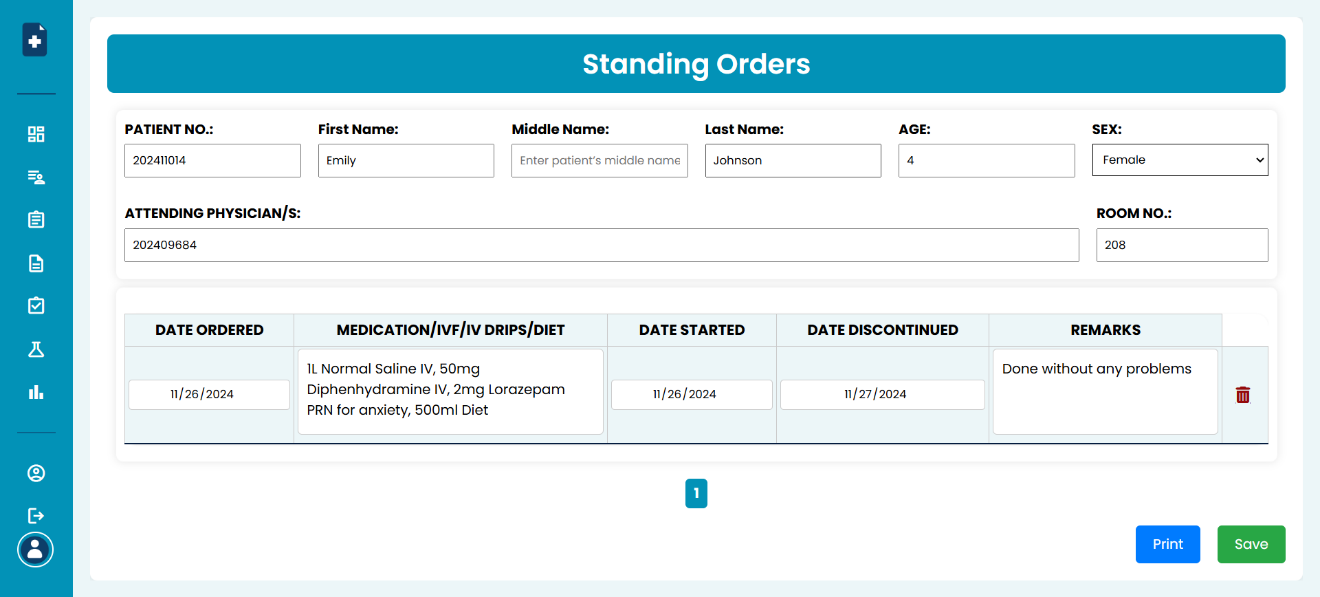 Standing Orders
PATIENT NO.: First Name: Middle Name: Last Name: AGE: SEX:
202411014 Emily Enter patient's middle name Johnson 4 Female
ATTENDING PHYSICIAN/S: ROOM NO.:
202409684 208
DATE ORDERED MEDICATION/IVF/IV DRIPS/DIET DATE STARTED DATE DISCONTINUED REMARKS
11/26/2024
1L Normal Saline IV, 50mg
Diphenhydramine IV, 2mg Lorazepam
PRN for anxiety, 500ml Diet
11/26/2024
11/27/2024
Done without any problems
1
Print Save